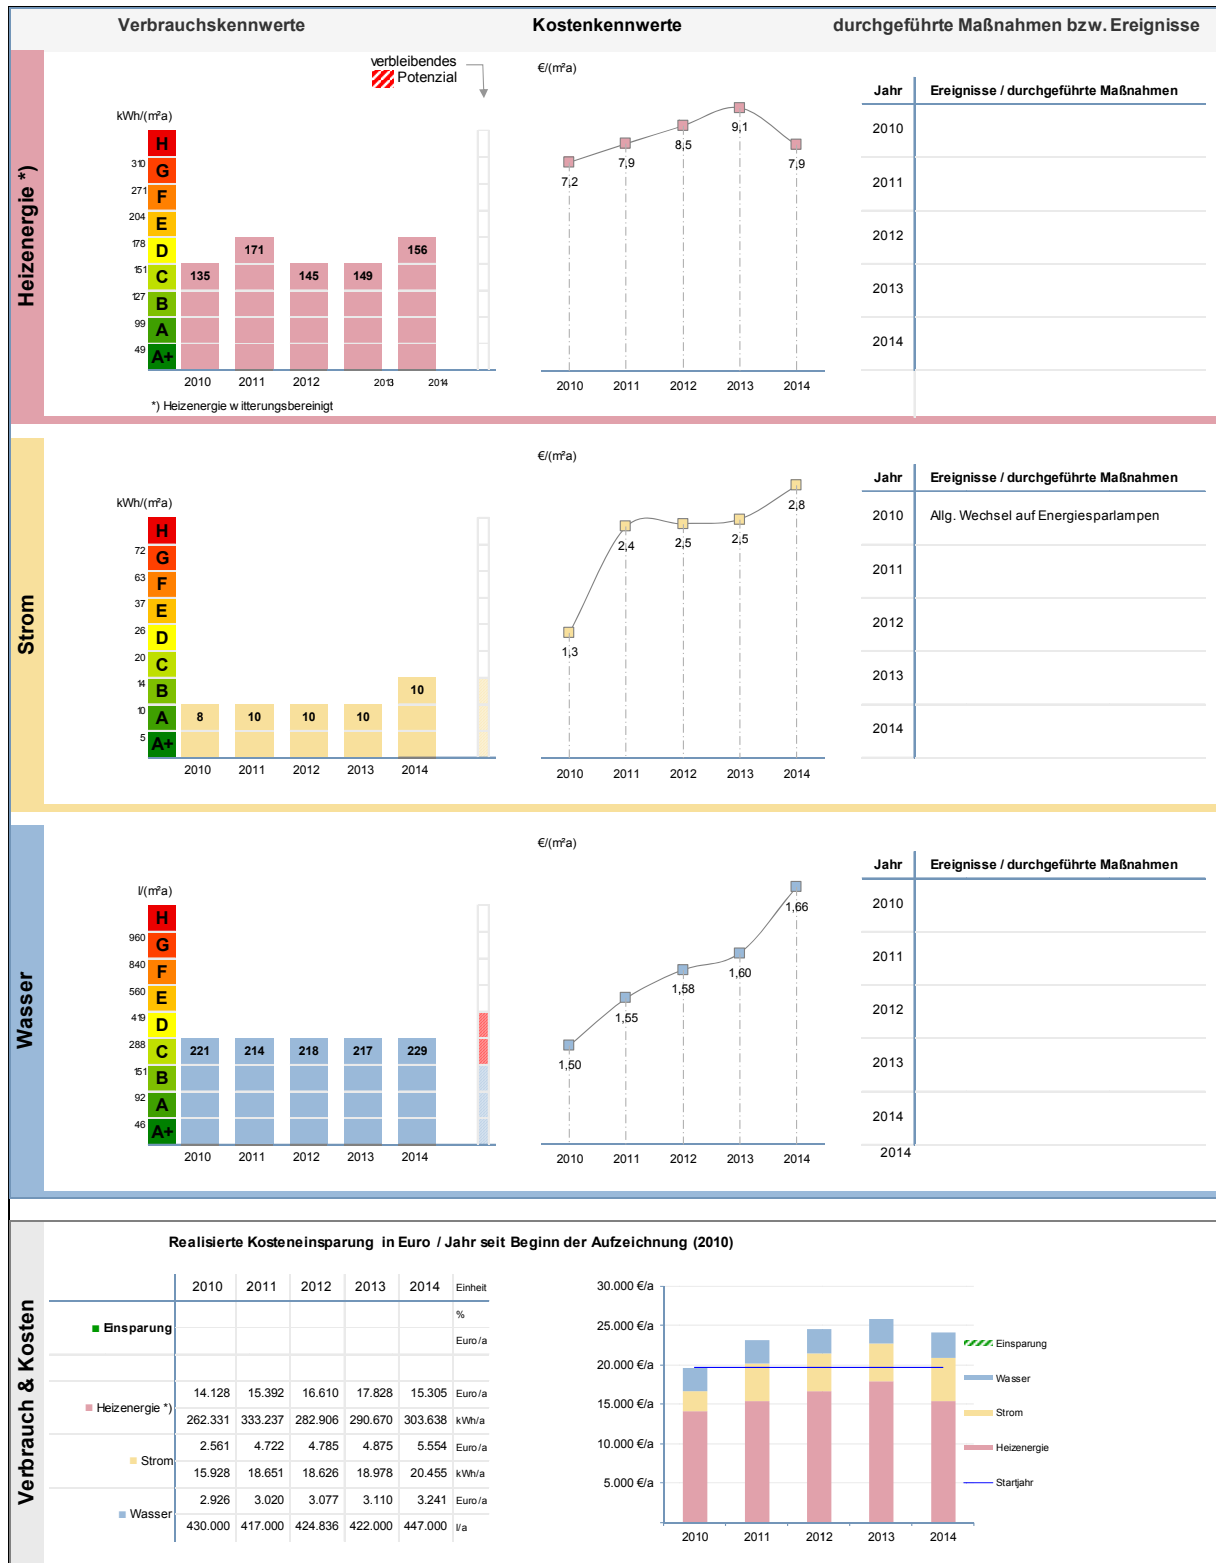 Verbrauchskennwerte Kostenkennwerte durchgeführte Maßnahmen bzw. Ereignisse
Heizenergie *)
verbleibendes
Potenzial
kWh/(m²a)
H
310
G
271
F
204
E
178
D
151
C
127
B
99
A
49
A+
135 171 145 149 156
2010 2011 2012 2013 2014
*) Heizenergie w itterungsbereinigt
€/(m²a)
7,2 7,9 8,5 9,1 7,9
2010 2011 2012 2013 2014
Jahr Ereignisse / durchgeführte Maßnahmen
2010
2011
2012
2013
2014
Strom
kWh/(m²a)
H
72
G
63
F
37
E
26
D
20
C
14
B
10
A
5
A+
8 10 10 10 10
2010 2011 2012 2013 2014
€/(m²a)
1,3 2,4 2,5 2,5 2,8
2010 2011 2012 2013 2014
Jahr Ereignisse / durchgeführte Maßnahmen
2010 Allg. Wechsel auf Energiesparlampen
2011
2012
2013
2014
Wasser
l/(m²a)
H
960
G
840
F
560
E
419
D
288
C
151
B
92
A
46
A+
221 214 218 217 229
2010 2011 2012 2013 2014
€/(m²a)
1,50 1,55 1,58 1,60 1,66
2010 2011 2012 2013 2014
Jahr Ereignisse / durchgeführte Maßnahmen
2010
2011
2012
2013
2014
2014
Verbrauch & Kosten
Realisierte Kosteneinsparung in Euro / Jahr seit Beginn der Aufzeichnung (2010)
2010 2011 2012 2013 2014 Einheit
Einsparung
%
Euro/a
Heizenergie *)
14.128 15.392 16.610 17.828 15.305 Euro/a
262.331 333.237 282.906 290.670 303.638 kWh/a
Strom
2.561 4.722 4.785 4.875 5.554 Euro/a
15.928 18.651 18.626 18.978 20.455 kWh/a
Wasser
2.926 3.020 3.077 3.110 3.241 Euro/a
430.000 417.000 424.836 422.000 447.000 l/a
30.000 €/a
25.000 €/a
20.000 €/a
15.000 €/a
10.000 €/a
5.000 €/a
2010 2011 2012 2013 2014
Einsparung
Wasser
Strom
Heizenergie
Startjahr